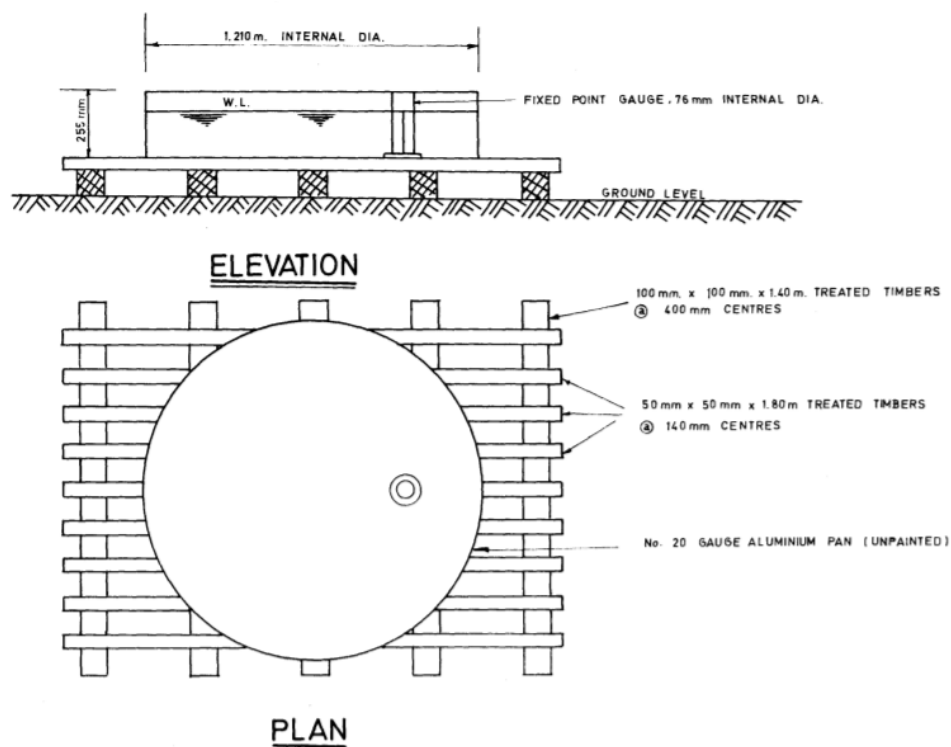 1.210 m. INTERNAL DIA.
W.L.
FIXED POINT GAUGE, 76mm INTERNAL DIA.
255 mm
GROUND LEVEL
ELEVATION
100 mm. x 100 mm. x 1.40 m. TREATED TIMBERS
@ 400 mm CENTRES
50 mm x 50 mm x 1.80 m TREATED TIMBERS
@ 140 mm CENTRES
No. 20 GAUGE ALUMINIUM PAN (UNPAINTED)
PLAN